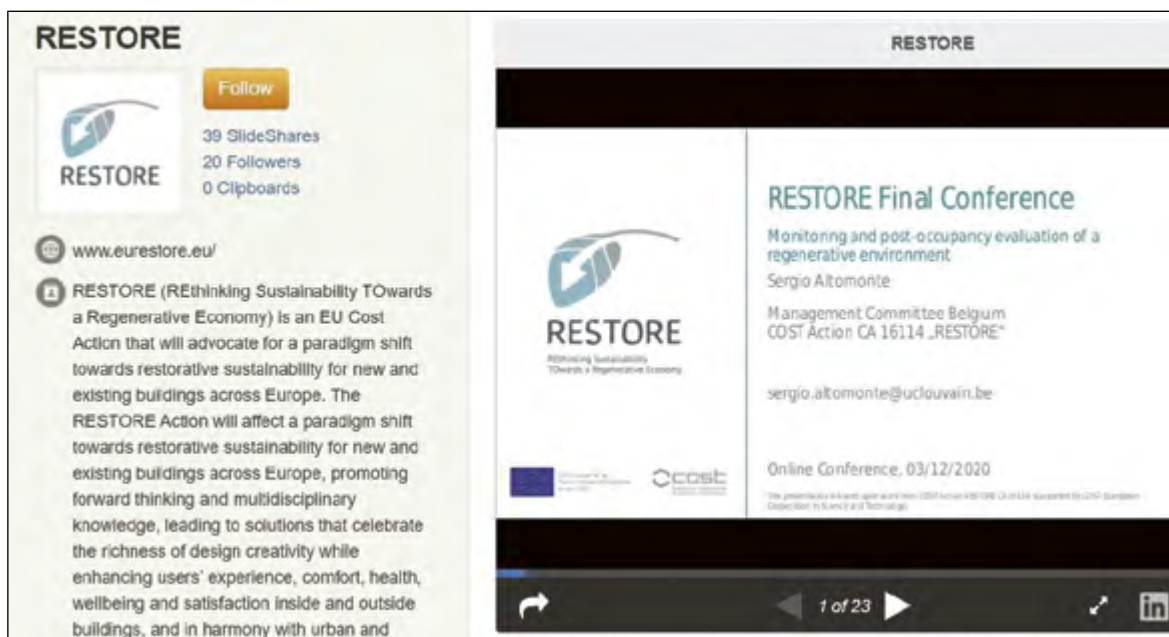 RESTORE
RESTORE
Follow
39 SlideShares
20 Followers
0 Clipboards
www.eurestore.eu/
RESTORE (REthinking Sustainability TOwards
a Regenerative Economy) is an EU Cost
Action that will advocate for a paradigm shift
towards restorative sustainability for new and
existing buildings across Europe. The
RESTORE Action will affect a paradigm shift
towards restorative sustainability for new and
existing buildings across Europe, promoting
forward thinking and multidisciplinary
knowledge, leading to solutions that celebrate
the richness of design creativity while
enhancing users' experience, comfort, health,
wellbeing and satisfaction inside and outside
buildings, and in harmony with urban and
RESTORE
RESTORE
REthinking Sustainability
TOwards a Regenerative Economy
cost
RESTORE Final Conference
Monitoring and post-occupancy evaluation of a
regenerative environment
Sergio Altomonte
Management Committee Belgium
COST Action CA 16114 „RESTORE“
sergio.altomonte@uclouvain.be
Online Conference, 03/12/2020
1 of 23
in